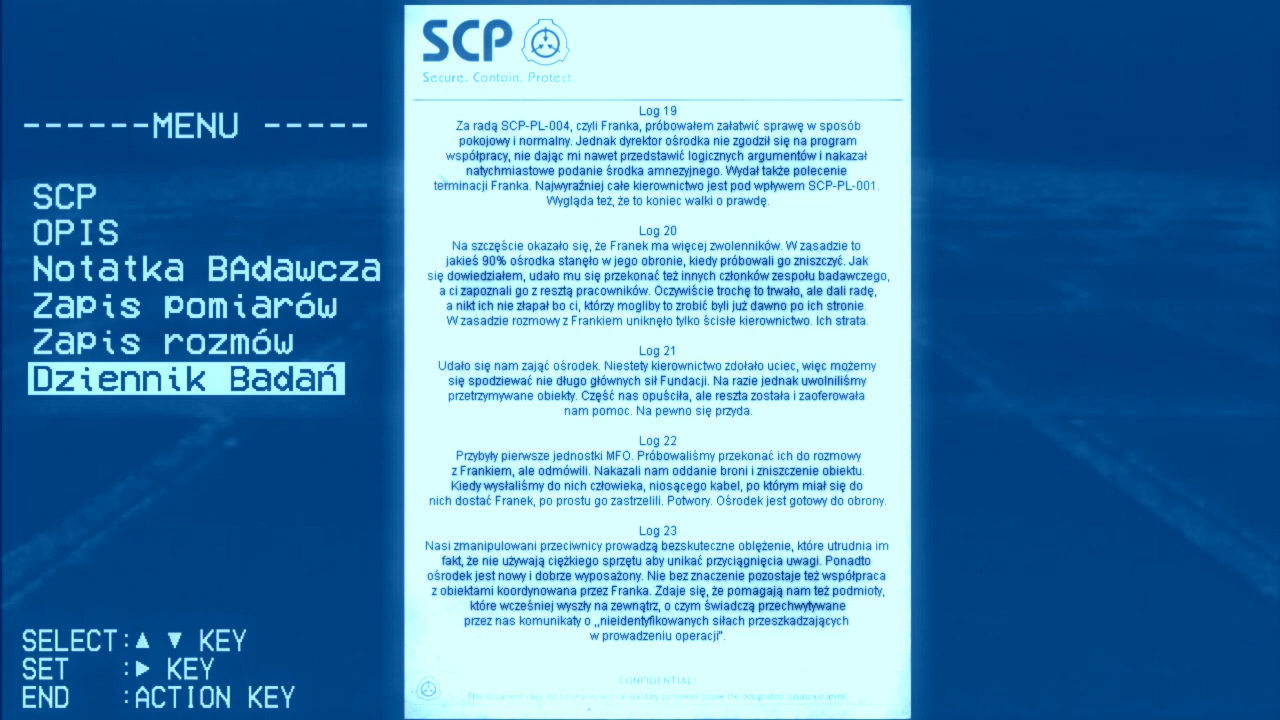 ------MENU -----
SCP
OPIS
Notatka BAdawcza
Zapis pomiarów
Zapis rozmów
Dziennik Badań
SELECT:▲ ▼ KEY
SET :► KEY
END :ACTION KEY
SCP
Secure. Contain. Protect.
Log 19
Za radą SCP-PL-004, czyli Franka, próbowałem załatwić sprawę w sposób
pokojowy i normalny. Jednak dyrektor ośrodka nie zgodził się na program
współpracy, nie dając mi nawet przedstawić logicznych argumentów i nakazał
natychmiastowe podanie środka amnezyjnego. Wydał także polecenie
terminacji Franka. Najwyraźniej całe kierownictwo jest pod wpływem SCP-PL-001.
Wygląda też, że to koniec walki o prawdę.
Log 20
Na szczęście okazało się, że Franek ma więcej zwolenników. W zasadzie to
jakieś 90% ośrodka stanęło w jego obronie, kiedy próbowali go zniszczyć. Jak
się dowiedziałem, udało mu się przekonać też innych członków zespołu badawczego,
a ci zapoznali go z resztą pracowników. Oczywiście trochę to trwało, ale dali radę,
a nikt ich nie złapał bo ci, którzy mogliby to zrobić byli już dawno po ich stronie.
W zasadzie rozmowy z Frankiem uniknęło tylko ścisłe kierownictwo. Ich strata.
Log 21
Udało się nam zająć ośrodek. Niestety kierownictwo zdołało uciec, więc możemy
się spodziewać nie długo głównych sił Fundacji. Na razie jednak uwolniliśmy
przetrzymywane obiekty. Część nas opuściła, ale reszta została i zaoferowała
nam pomoc. Na pewno się przyda.
Log 22
Przybyły pierwsze jednostki MFO. Próbowaliśmy przekonać ich do rozmowy
z Frankiem, ale odmówili. Nakazali nam oddanie broni i zniszczenie obiektu.
Kiedy wysłaliśmy do nich człowieka, niosącego kabel, po którym miał się do
nich dostać Franek, po prostu go zastrzelili. Potwory. Ośrodek jest gotowy do obrony.
Log 23
Nasi zmanipulowani przeciwnicy prowadzą bezskuteczne oblężenie, które utrudnia im
fakt, że nie używają ciężkiego sprzętu aby unikać przyciągnięcia uwagi. Ponadto
ośrodek jest nowy i dobrze wyposażony. Nie bez znaczenie pozostaje też współpraca
z obiektami koordynowana przez Franka. Zdaje się, że pomagają nam też podmioty,
które wcześniej wyszły na zewnątrz, o czym świadczą przechwytywane
przez nas komunikaty o ,,nieidentyfikowanych siłach przeszkadzających
w prowadzeniu operacji".
CONFIDENTIAL!